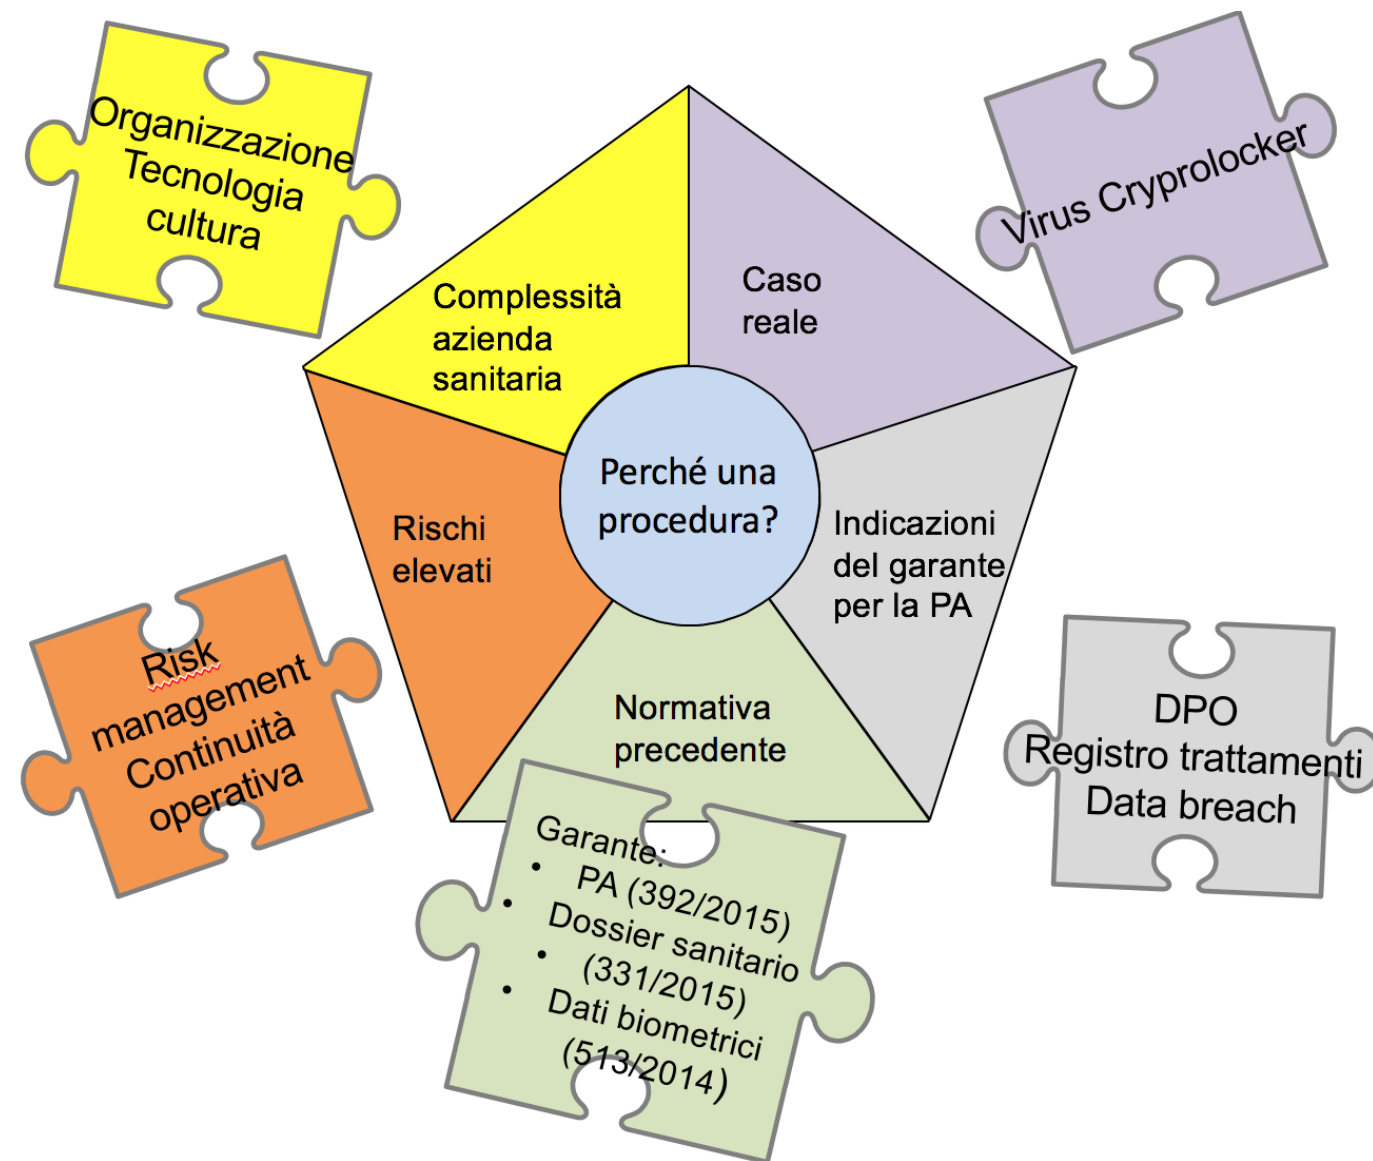 Organizzazione
Tecnologia
cultura
Virus Cryprolocker
Complessità
azienda
sanitaria
Caso
reale
Perché una
procedura?
Rischi
elevati
Indicazioni
del garante
per la PA
Normativa
precedente
Risk
management
Continuità
operativa
DPO
Registro trattamenti
Data breach
Garante:
• PA (392/2015)
• Dossier sanitario
• (331/2015)
• Dati biometrici
(513/2014)